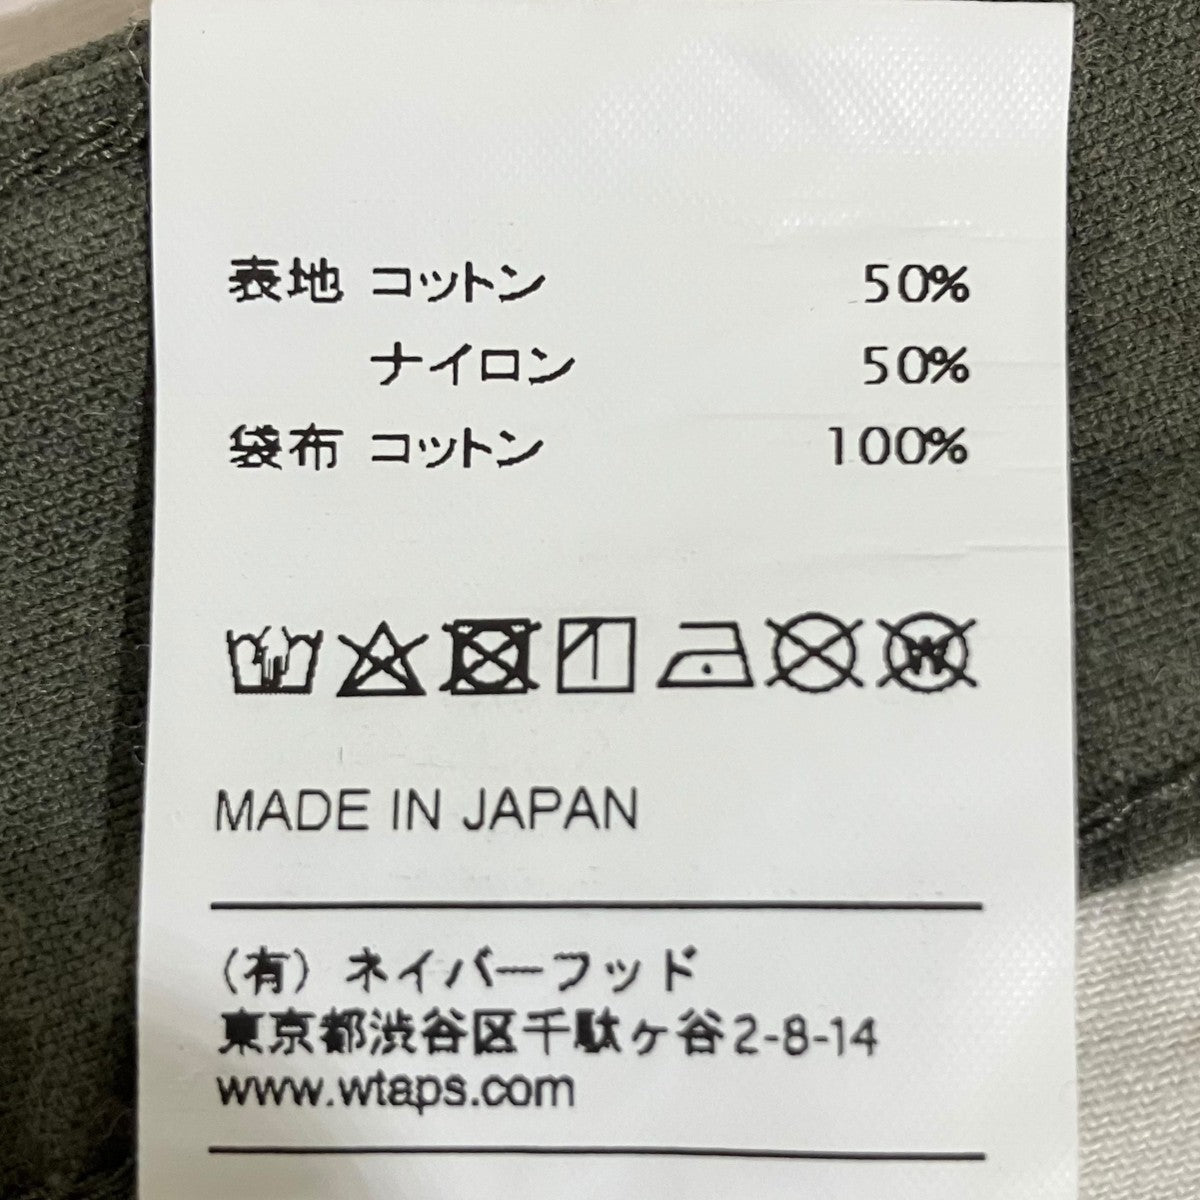 表地 コットン 50%
ナイロン 50%
袋布 コットン 100%
W
MADE IN JAPAN
(有) ネイバーフッド
東京都渋谷区千駄ヶ谷2-8-14
www.wtaps.com